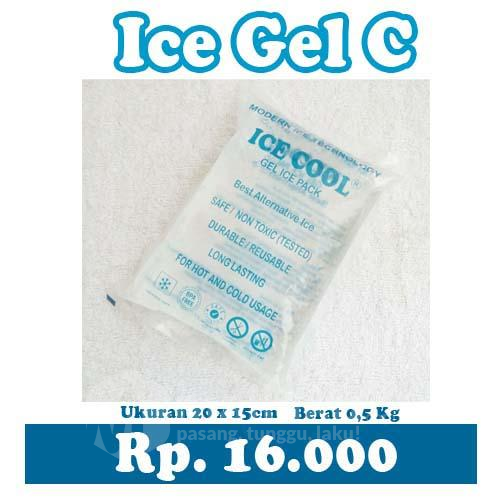 Ice Gel C
MODERN ICE TECHNOLOGY
ICE COOL®
GEL ICE PACK
Best Alternative Ice
SAFE/ NON TOXIC (TESTED)
DURABLE/ REUSABLE
LONG LASTING
FOR HOT AND COLD USAGE
BPA
FREE
Ukuran 20 x 15cm Berat 0,5 Kg
pasang, tunggu, laku!
Rp. 16.000